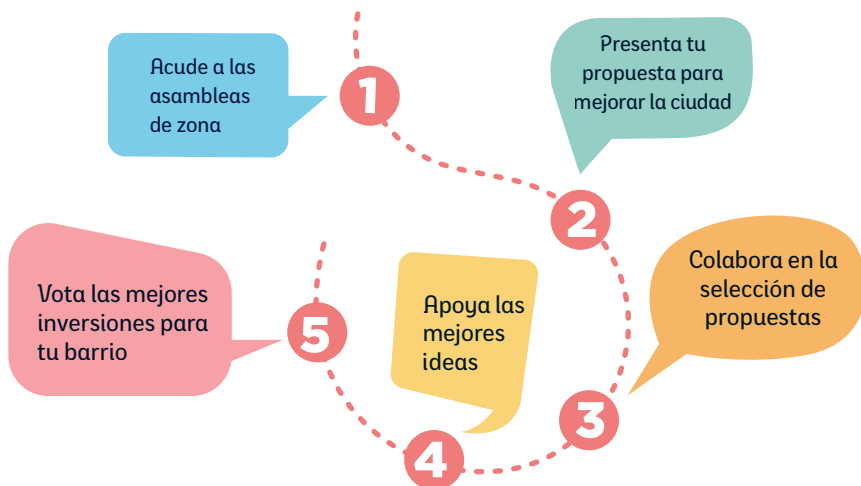 1
Acude a las
asambleas
de zona
2
Presenta tu
propuesta para
mejorar la ciudad
3
Colabora en la
selección de
propuestas
4
Apoya las
mejores
ideas
5
Vota las mejores
inversiones para
tu barrio